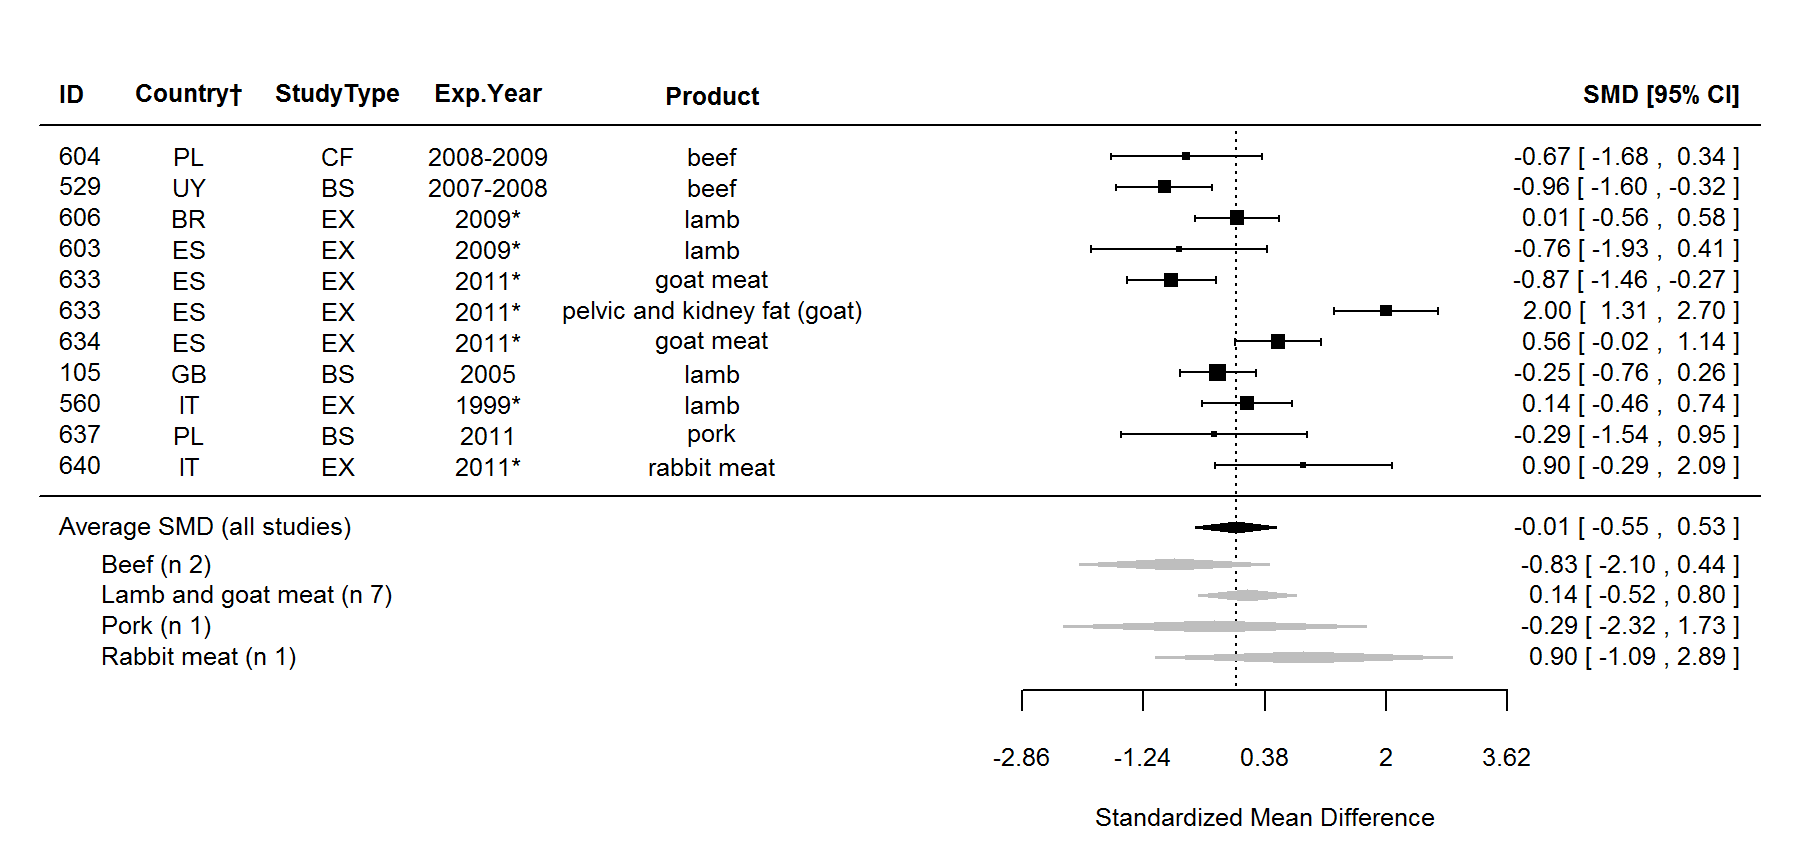 ID Country† StudyType Exp.Year Product SMD [95% CI]
604 PL CF 2008-2009 beef -0.67 [ -1.68 , 0.34 ]
529 UY BS 2007-2008 beef -0.96 [ -1.60 , -0.32 ]
606 BR EX 2009* lamb 0.01 [ -0.56 , 0.58 ]
603 ES EX 2009* lamb -0.76 [ -1.93 , 0.41 ]
633 ES EX 2011* goat meat -0.87 [ -1.46 , -0.27 ]
633 ES EX 2011* pelvic and kidney fat (goat) 2.00 [ 1.31 , 2.70 ]
634 ES EX 2011* goat meat 0.56 [ -0.02 , 1.14 ]
105 GB BS 2005 lamb -0.25 [ -0.76 , 0.26 ]
560 IT EX 1999* lamb 0.14 [ -0.46 , 0.74 ]
637 PL BS 2011 pork -0.29 [ -1.54 , 0.95 ]
640 IT EX 2011* rabbit meat 0.90 [ -0.29 , 2.09 ]
Average SMD (all studies) -0.01 [ -0.55 , 0.53 ]
Beef (n 2) -0.83 [ -2.10 , 0.44 ]
Lamb and goat meat (n 7) 0.14 [ -0.52 , 0.80 ]
Pork (n 1) -0.29 [ -2.32 , 1.73 ]
Rabbit meat (n 1) 0.90 [ -1.09 , 2.89 ]
-2.86 -1.24 0.38 2 3.62
Standardized Mean Difference